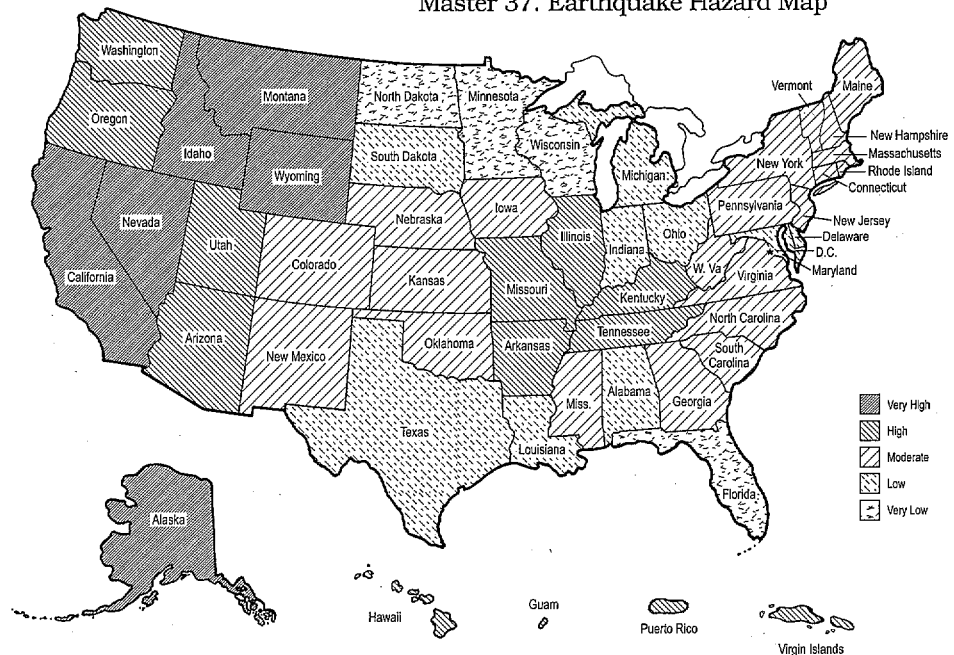 Master 37. Earthquake Hazard Map
Washington
Oregon
Montana
Idaho
Wyoming
North Dakota
Minnesota
South Dakota
Wisconsin
Michigan
Vermont
Maine
New Hampshire
Massachusetts
Rhode Island
Connecticut
New York
Pennsylvania
New Jersey
Delaware
D.C.
Maryland
Nevada
Utah
California
Colorado
Nebraska
Iowa
Kansas
Illinois
Indiana
Ohio
W. Va
Virginia
Missouri
Kentucky
North Carolina
Tennessee
South
Carolina
Arizona
New Mexico
Oklahoma
Arkansas
Texas
Louisiana
Miss.
Alabama
Georgia
Florida
Very High
High
Moderate
Low
Very Low
Alaska
Hawaii
Guam
Puerto Rico
Virgin Islands